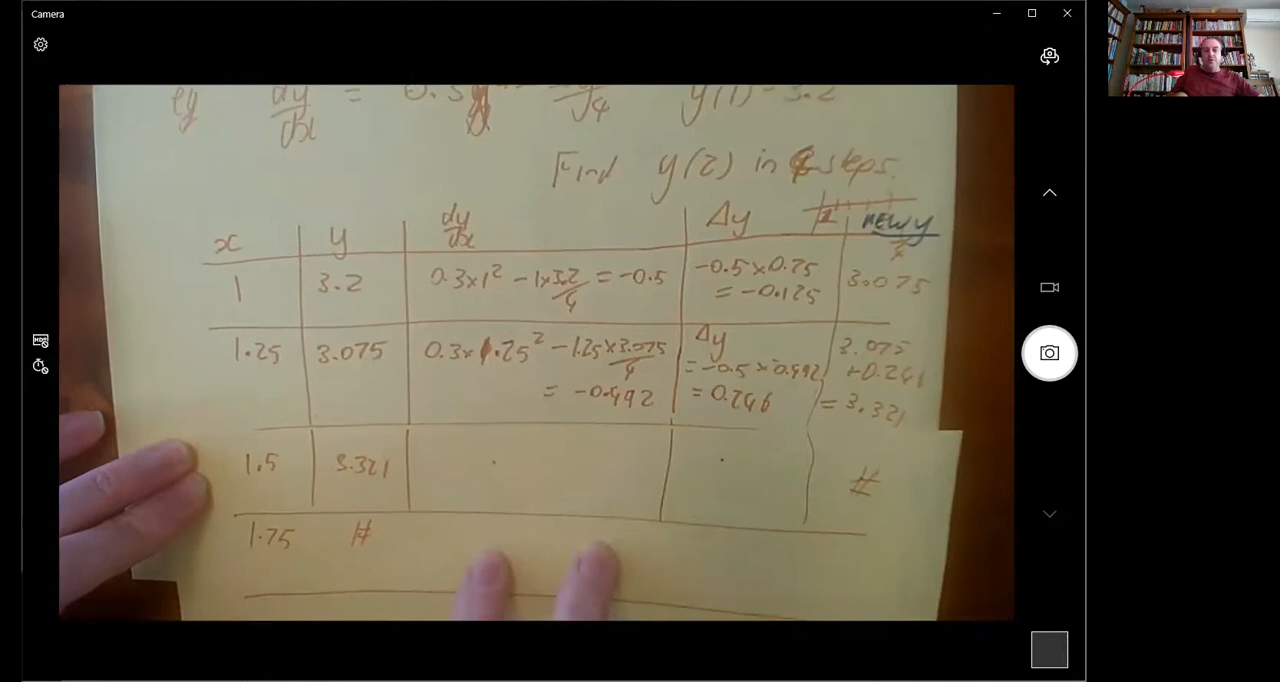 Camera
eg dy/dx = 0.3 y(1)=3.2
Find y(2) in steps.
x y dy/dx Δy new y
1 3.2 0.3×1² - 1×3.2/4 = -0.5 -0.5×0.25 = -0.125 3.075
1.25 3.075 0.3×1.25² - 1.25×3.075/4 = -0.492 Δy = -0.5×0.492 = 0.246 3.075 +0.246 = 3.321
1.5 3.321 #
1.75 #